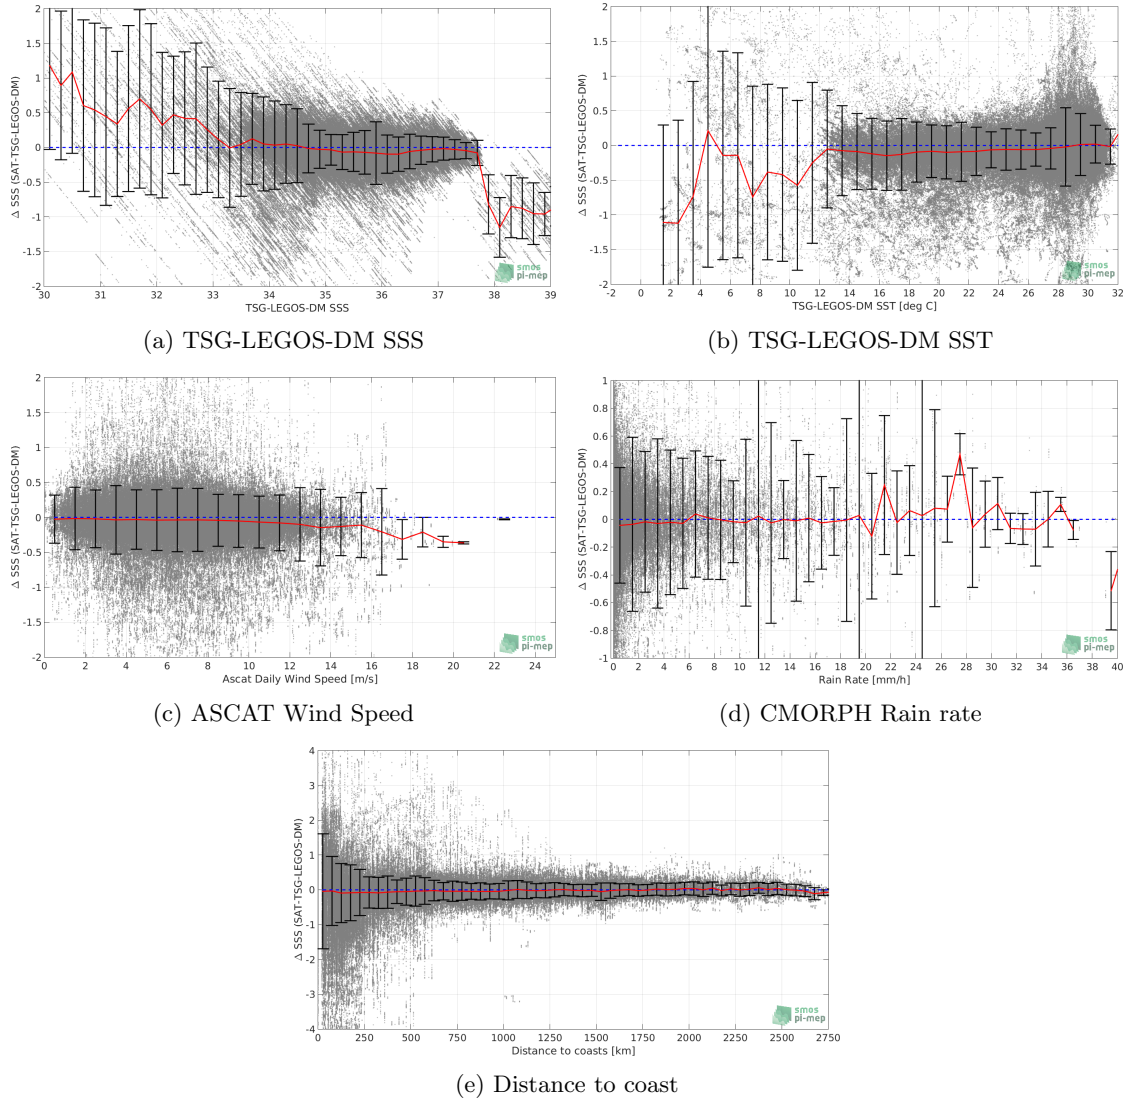 Δ SSS (SAT-TSG-LEGOS-DM)
2
1.5
1
0.5
0
-0.5
-1
-1.5
-2
30 31 32 33 34 35 36 37 38 39
TSG-LEGOS-DM SSS
smos
pi-mep
(a) TSG-LEGOS-DM SSS
Δ SSS (SAT-TSG-LEGOS-DM)
2
1.5
1
0.5
0
-0.5
-1
-1.5
-2
-2 0 2 4 6 8 10 12 14 16 18 20 22 24 26 28 30 32
TSG-LEGOS-DM SST [deg C]
smos
pi-mep
(b) TSG-LEGOS-DM SST
Δ SSS (SAT-TSG-LEGOS-DM)
2
1.5
1
0.5
0
-0.5
-1
-1.5
-2
0 2 4 6 8 10 12 14 16 18 20 22 24
Ascat Daily Wind Speed [m/s]
smos
pi-mep
(c) ASCAT Wind Speed
Δ SSS (SAT-TSG-LEGOS-DM)
1
0.8
0.6
0.4
0.2
0
-0.2
-0.4
-0.6
-0.8
-1
0 2 4 6 8 10 12 14 16 18 20 22 24 26 28 30 32 34 36 38 40
Rain Rate [mm/h]
smos
pi-mep
(d) CMORPH Rain rate
Δ SSS (SAT-TSG-LEGOS-DM)
4
3
2
1
0
-1
-2
-3
-4
0 250 500 750 1000 1250 1500 1750 2000 2250 2500 2750
Distance to coasts [km]
smos
pi-mep
(e) Distance to coast